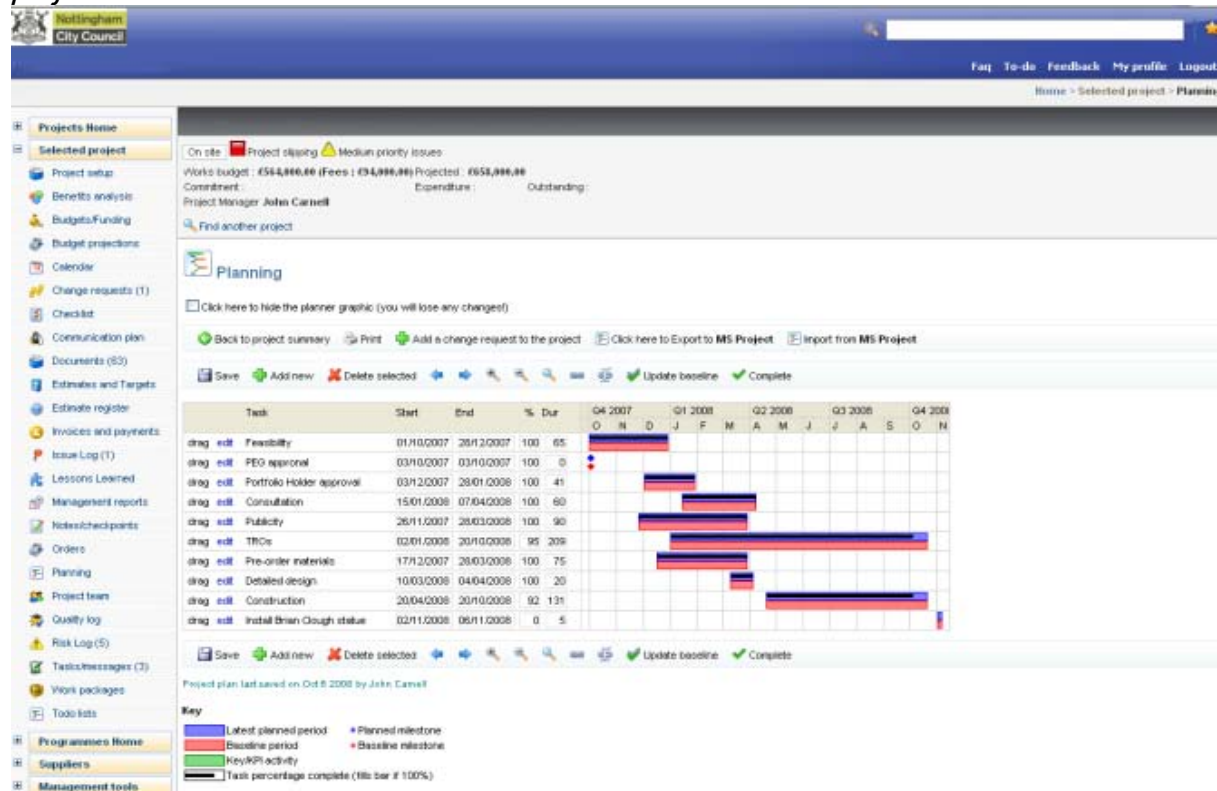 Nottingham
City Council
Faq To-do Feedback My profile Logout
Home > Selected project > Planning
Projects Home
Selected project
Project setup
Benefits analysis
Budgets/Funding
Budget projections
Calendar
Change requests (1)
Checklist
Communication plan
Documents (83)
Estimates and Targets
Estimate register
Invoices and payments
Issue Log (1)
Lessons Learned
Management reports
Notes/checkpoints
Orders
Planning
Project team
Quality log
Risk Log (5)
Tasks/messages (3)
Work packages
Todo lists
Programmes Home
Suppliers
Management tools
On site Project slipping Medium priority issues
Works budget : £564,000.00 (Fees : £94,000.00) Projected : £658,000.00
Commitment : Expenditure : Outstanding :
Project Manager John Carnell
Find another project
Planning
Click here to hide the planner graphic (you will lose any changes!)
Back to project summary Print Add a change request to the project Click here to Export to MS Project Import from MS Project
Save Add new Delete selected Update baseline Complete
Task Start End % Dur Q4 2007 Q1 2008 Q2 2008 Q3 2008 Q4 200
O N D J F M A M J J A S O N
drag edit Feasibility 01/10/2007 28/12/2007 100 65
drag edit PEG appronal 03/10/2007 03/10/2007 100 0
drag edit Portfolio Holder approval 03/12/2007 28/01/2008 100 41
drag edit Consultation 15/01/2008 07/04/2008 100 60
drag edit Publicity 26/11/2007 28/03/2008 100 90
drag edit TROs 02/01/2008 20/10/2008 95 209
drag edit Pre-order materials 17/12/2007 28/03/2008 100 75
drag edit Detailed design 10/03/2008 04/04/2008 100 20
drag edit Construction 20/04/2008 20/10/2008 92 131
drag edit Install Brian Clough statue 02/11/2008 06/11/2008 0 5
Save Add new Delete selected Update baseline Complete
Project plan last saved on Oct 8 2008 by John Carnell
Key
Latest planned period Planned milestone
Baseline period Baseline milestone
Key/KPI activity
Task percentage complete (fills bar if 100%)